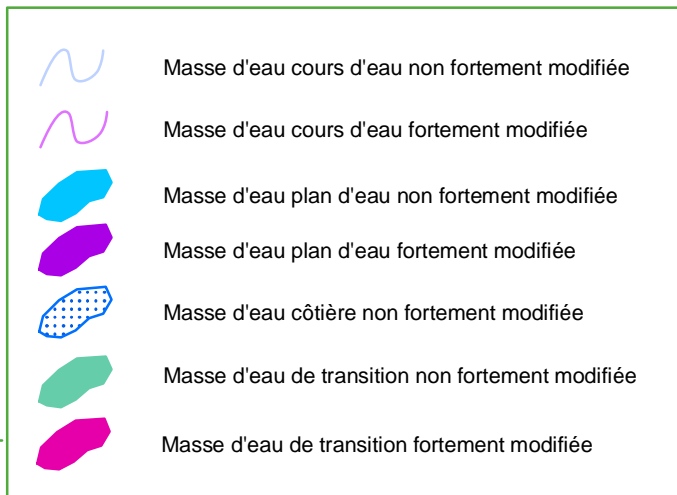 Masse d'eau cours d'eau non fortement modifiée
Masse d'eau cours d'eau fortement modifiée
Masse d'eau plan d'eau non fortement modifiée
Masse d'eau plan d'eau fortement modifiée
Masse d'eau côtière non fortement modifiée
Masse d'eau de transition non fortement modifiée
Masse d'eau de transition fortement modifiée